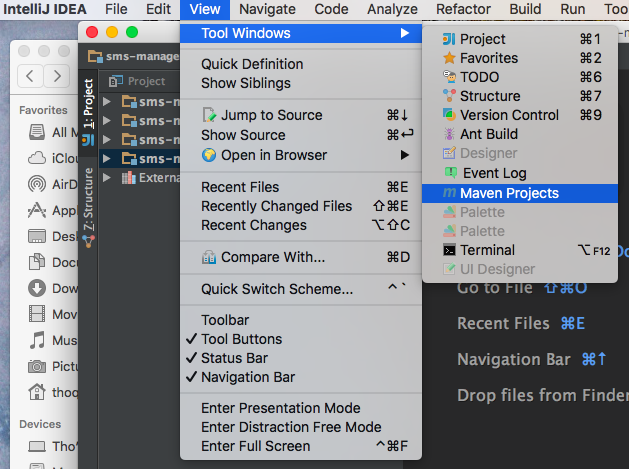 IntelliJ IDEA File Edit View Navigate Code Analyze Refactor Build Run Too
Favorites
All M
iClou
AirD
Appl
Desk
Docu
Dow
Mov
Musi
Pictu
thoq
Devices
Tho'
sms-manage
1: Project
Z: Structure
Project
sms-m
sms-m
sms-m
sms-m
Externa
Tool Windows
Quick Definition
Show Siblings
Jump to Source ⌘↓
Show Source ⌘↩
Open in Browser
Recent Files ⌘E
Recently Changed Files ⇧⌘E
Recent Changes ⌥⇧C
Compare With... ⌘D
Quick Switch Scheme... ^ `
Toolbar
✓ Tool Buttons
✓ Status Bar
✓ Navigation Bar
Enter Presentation Mode
Enter Distraction Free Mode
Enter Full Screen ^⌘F
Project ⌘1
Favorites ⌘2
TODO ⌘6
Structure ⌘7
Version Control ⌘9
Ant Build
Designer
Event Log
Maven Projects
Palette
Palette
Terminal ⌥F12
UI Designer
Go to File ⇧⌘O
Recent Files ⌘E
Navigation Bar ⌘↑
Drop files from Finder